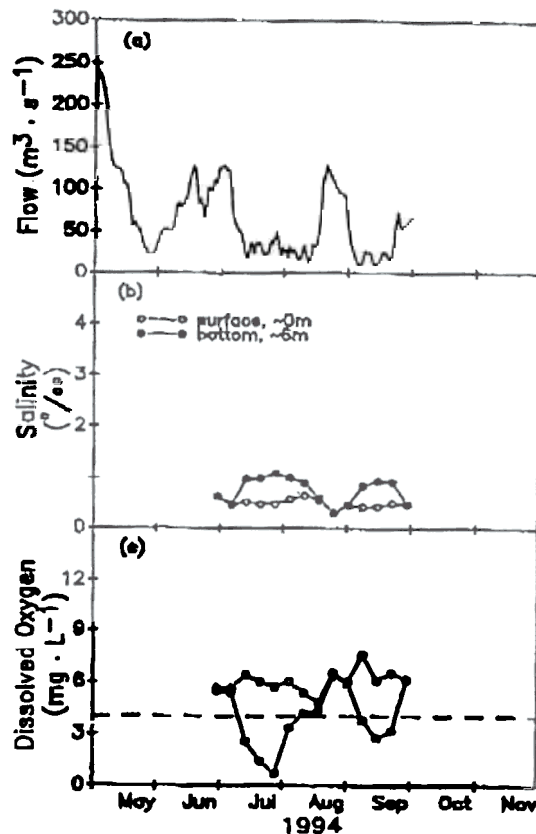 300
(a)
250
200
150
100
50
0
Flow (m³ · s⁻¹)
(b)
surface, ~0m
bottom, ~6m
4
3
2
0
Salinity
(°/oo)
(c)
12
9
6
3
0
Dissolved Oxygen
(mg · L⁻¹)
May Jun Jul Aug Sep Oct Nov
1994